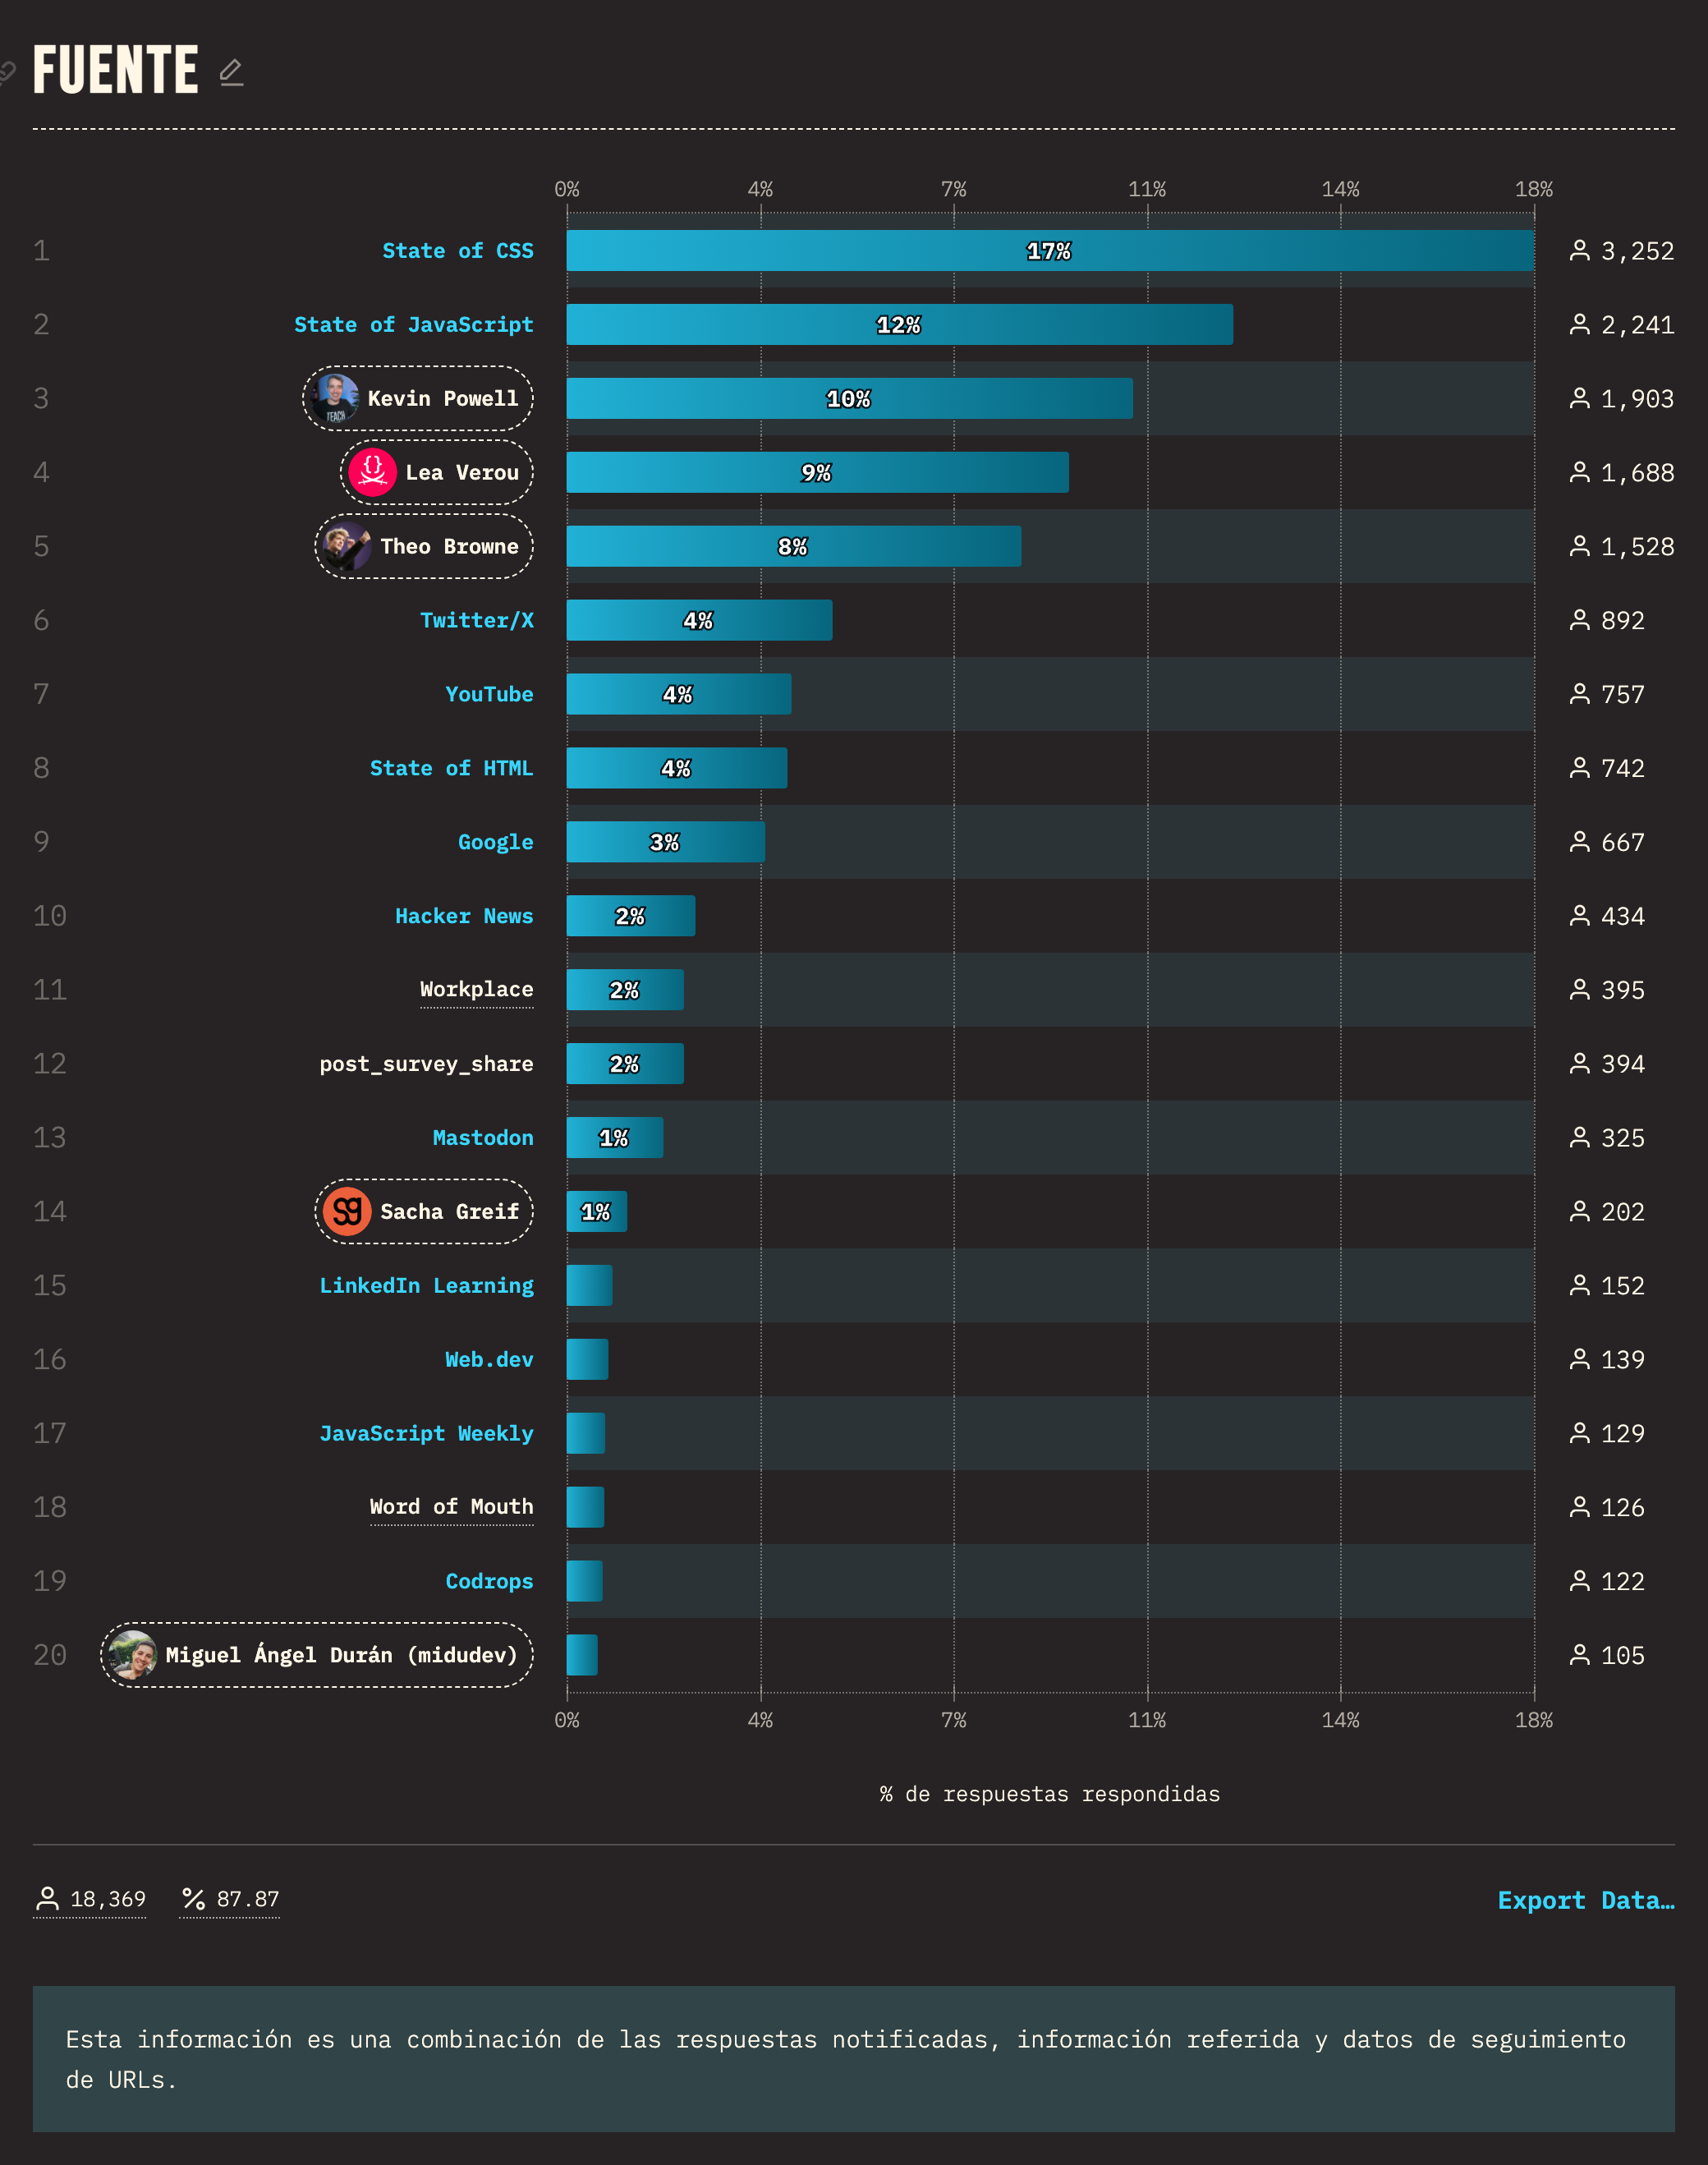 FUENTE
0% 4% 7% 11% 14% 18%
1 State of CSS 17% 3,252
2 State of JavaScript 12% 2,241
3 Kevin Powell 10% 1,903
4 Lea Verou 9% 1,688
5 Theo Browne 8% 1,528
6 Twitter/X 4% 892
7 YouTube 4% 757
8 State of HTML 4% 742
9 Google 3% 667
10 Hacker News 2% 434
11 Workplace 2% 395
12 post_survey_share 2% 394
13 Mastodon 1% 325
14 Sacha Greif 1% 202
15 LinkedIn Learning 152
16 Web.dev 139
17 JavaScript Weekly 129
18 Word of Mouth 126
19 Codrops 122
20 Miguel Ángel Durán (midudev) 105
0% 4% 7% 11% 14% 18%
% de respuestas respondidas
18,369 % 87.87 Export Data…
Esta información es una combinación de las respuestas notificadas, información referida y datos de seguimiento
de URLs.